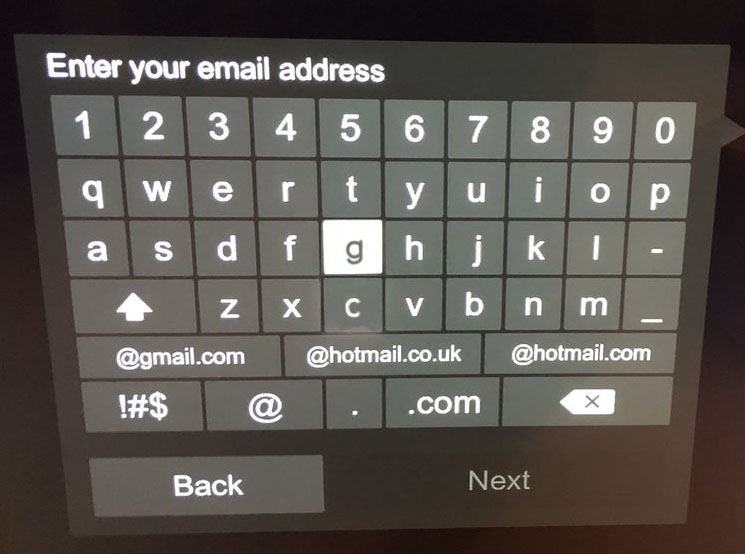 Enter your email address
1 2 3 4 5 6 7 8 9 0
q w e r t y u i o p
a s d f g h j k l -
z x c v b n m _
@gmail.com @hotmail.co.uk @hotmail.com
!#$ @ . .com
Back Next